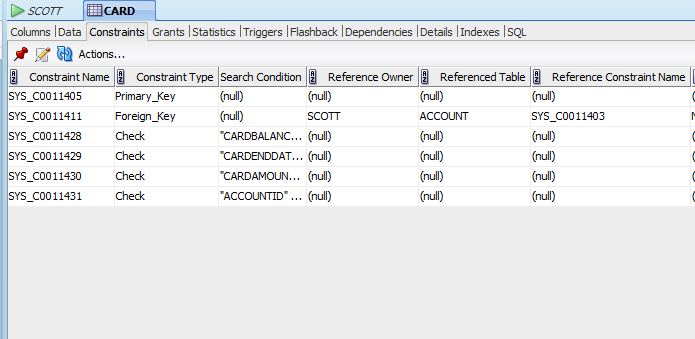 SCOTT CARD
Columns Data Constraints Grants Statistics Triggers Flashback Dependencies Details Indexes SQL
Actions...
Constraint Name Constraint Type Search Condition Reference Owner Referenced Table Reference Constraint Name
SYS_C0011405 Primary_Key (null) (null) (null) (null)
SYS_C0011411 Foreign_Key (null) SCOTT ACCOUNT SYS_C0011403
SYS_C0011428 Check "CARDBALANC... (null) (null) (null)
SYS_C0011429 Check "CARDENDDAT... (null) (null) (null)
SYS_C0011430 Check "CARDAMOUN... (null) (null) (null)
SYS_C0011431 Check "ACCOUNTID" ... (null) (null) (null)